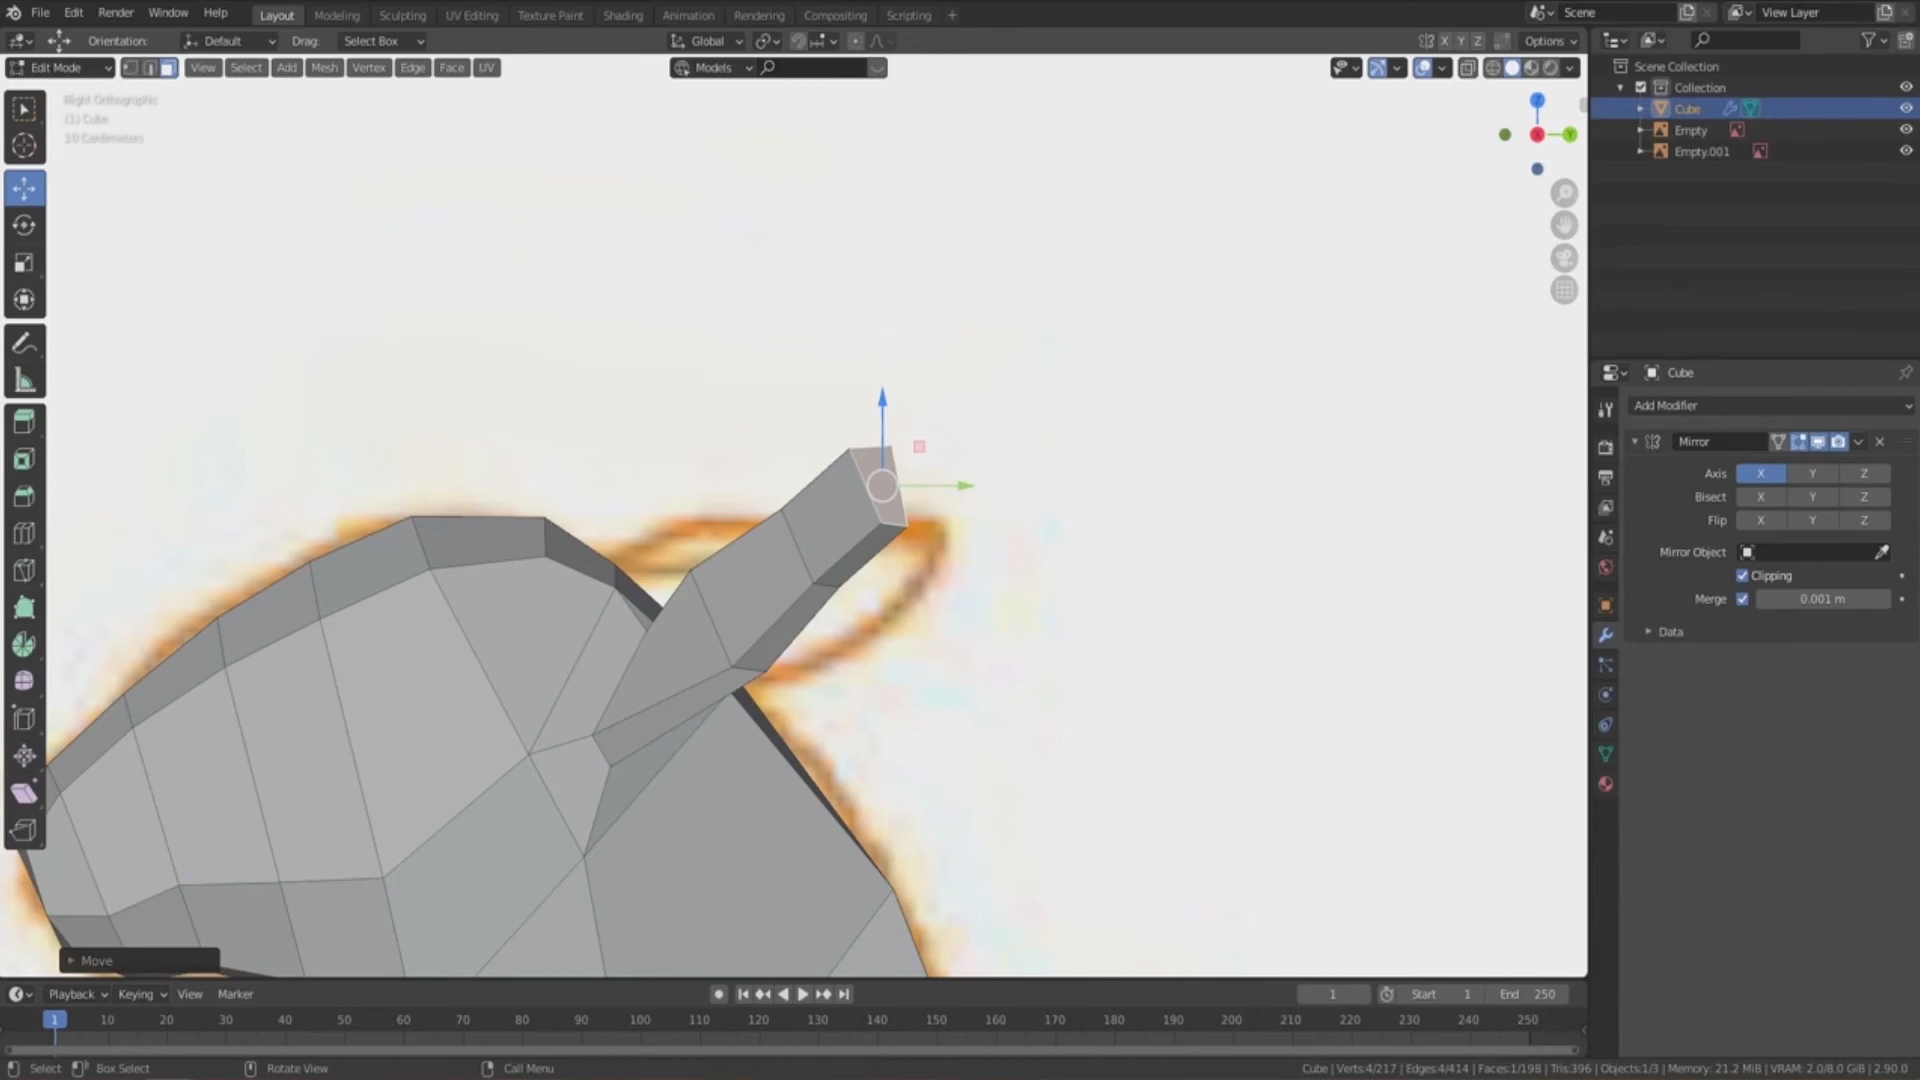 File Edit Render Window Help Layout Modeling Sculpting UV Editing Texture Paint Shading Animation Rendering Compositing Scripting + Scene View Layer
Orientation: Default Drag: Select Box Global X Y Z Options
Edit Mode View Select Add Mesh Vertex Edge Face UV Models
Right Orthographic
(1) Cube
10 Centimeters
Z
X
Y
Scene Collection
Collection
Cube
Empty
Empty.001
Cube
Add Modifier
Mirror
Axis X Y Z
Bisect X Y Z
Flip X Y Z
Mirror Object
Clipping
Merge 0.001 m
Data
Move
Playback Keying View Marker 1 Start 1 End 250
1 10 20 30 40 50 60 70 80 90 100 110 120 130 140 150 160 170 180 190 200 210 220 230 240 250
Select Box Select Rotate View Call Menu Cube | Verts:4/217 | Edges:4/414 | Faces:1/198 | Tris:396 | Objects:1/3 | Memory: 21.2 MiB | VRAM: 2.0/8.0 GiB | 2.90.0